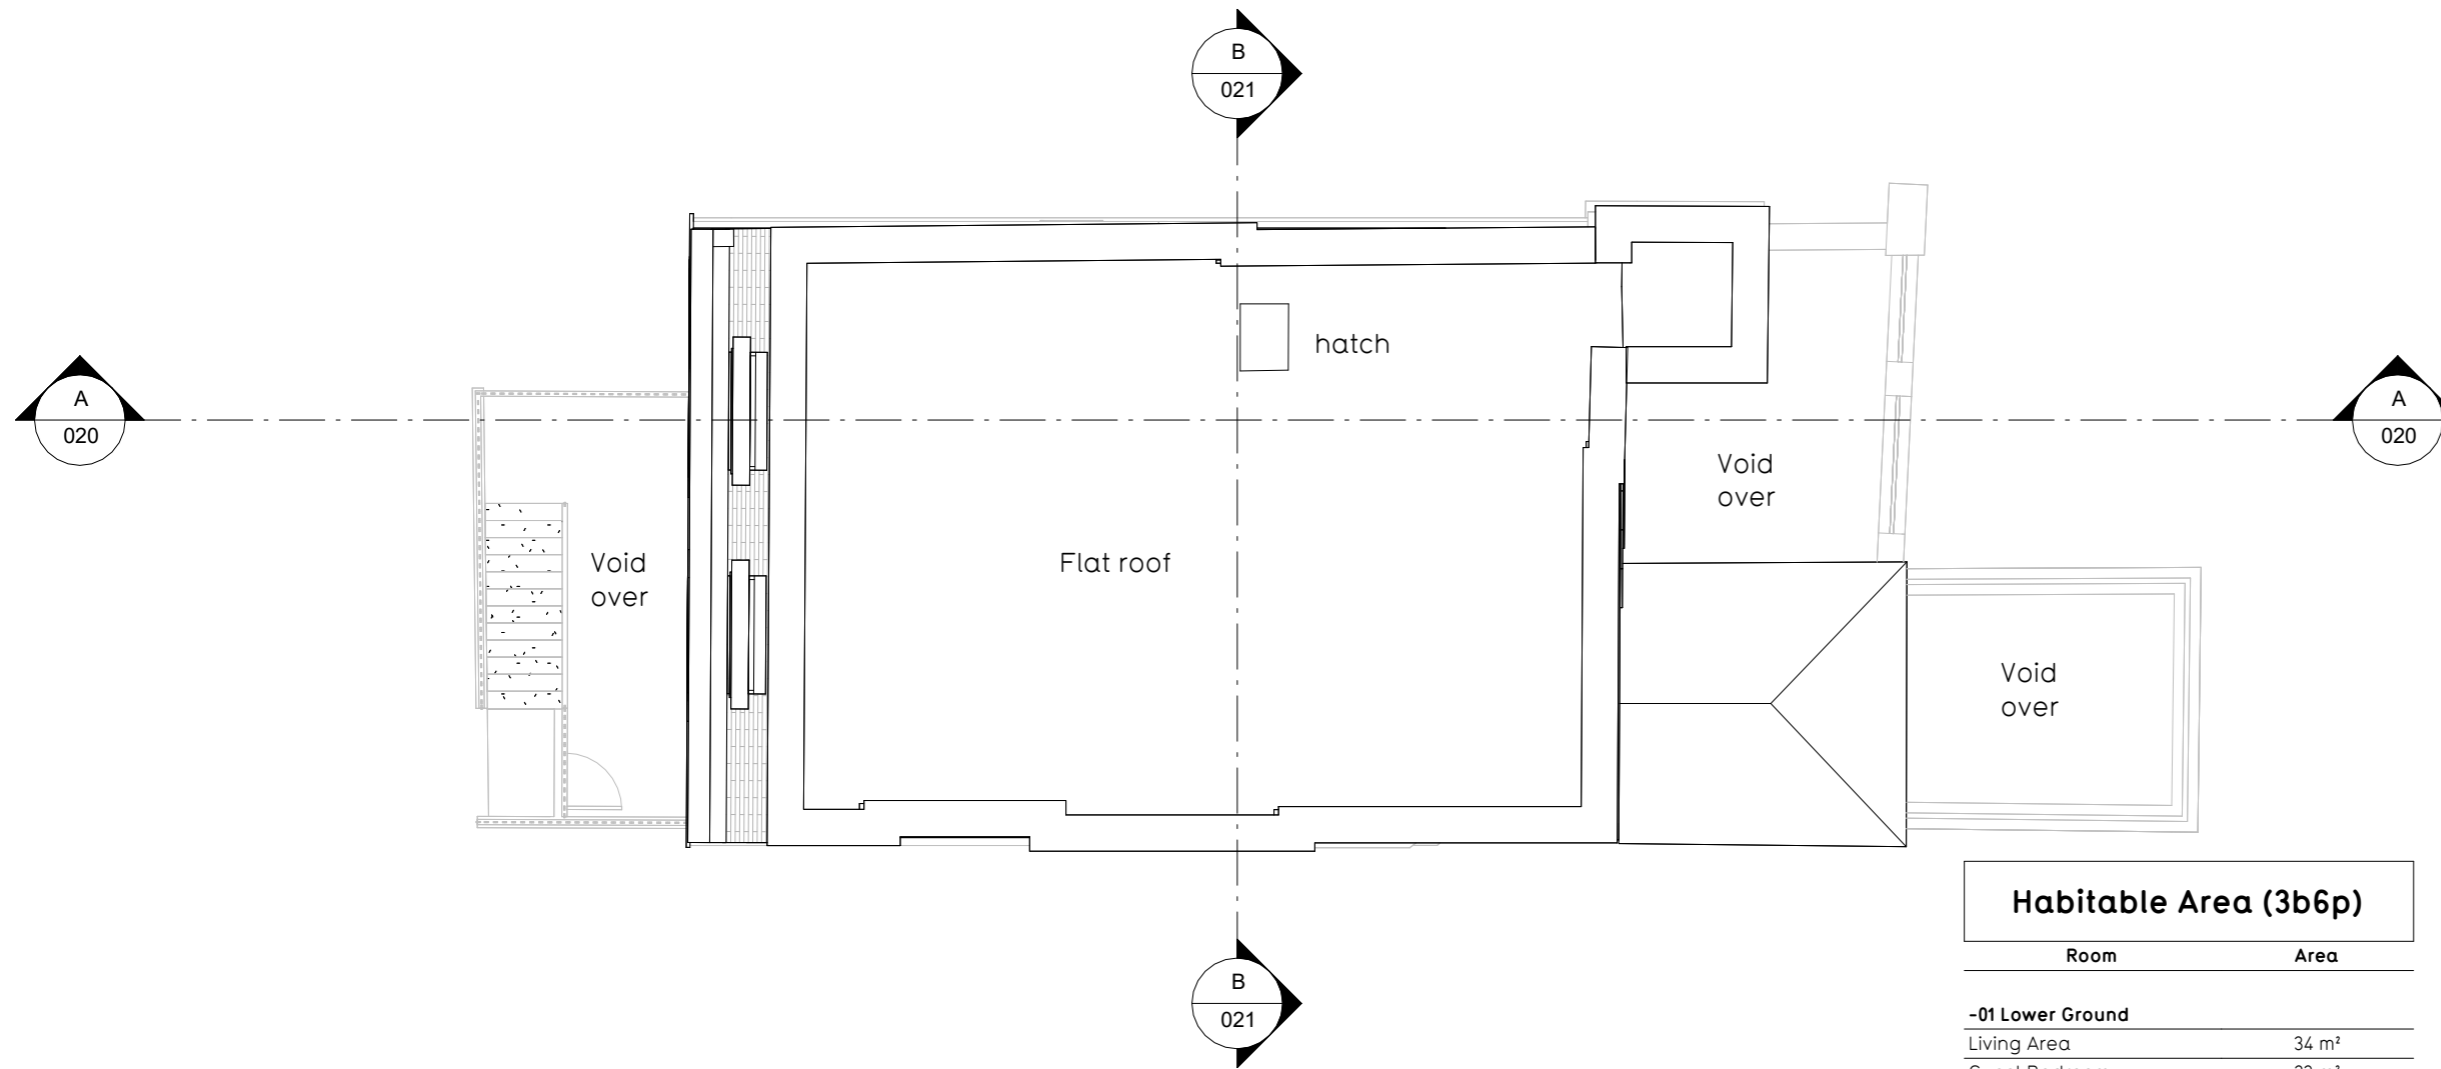 B
021
hatch
A
020
A
020
Void
over
Flat roof
Void
over
Void
over
Habitable Area (3b6p)
Room Area
-01 Lower Ground
Living Area 34 m²
B
021